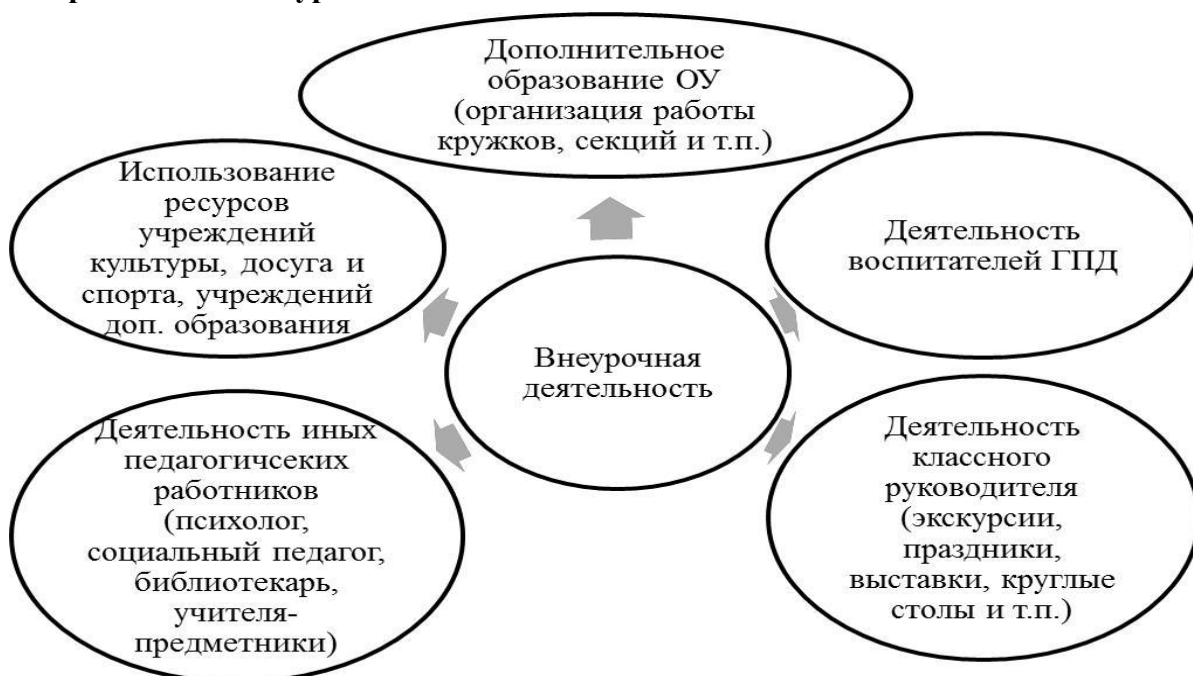 Дополнительное
образование ОУ
(организация работы
кружков, секций и т.п.)
Использование
ресурсов
учреждений
культуры, досуга и
спорта, учреждений
доп. образования
Деятельность
воспитателей ГПД
Внеурочная
деятельность
Деятельность иных
педагогичсеких
работников
(психолог,
социальный педагог,
библиотекарь,
учителя-
предметники)
Деятельность
классного
руководителя
(экскурсии,
праздники,
выставки, круглые
столы и т.п.)